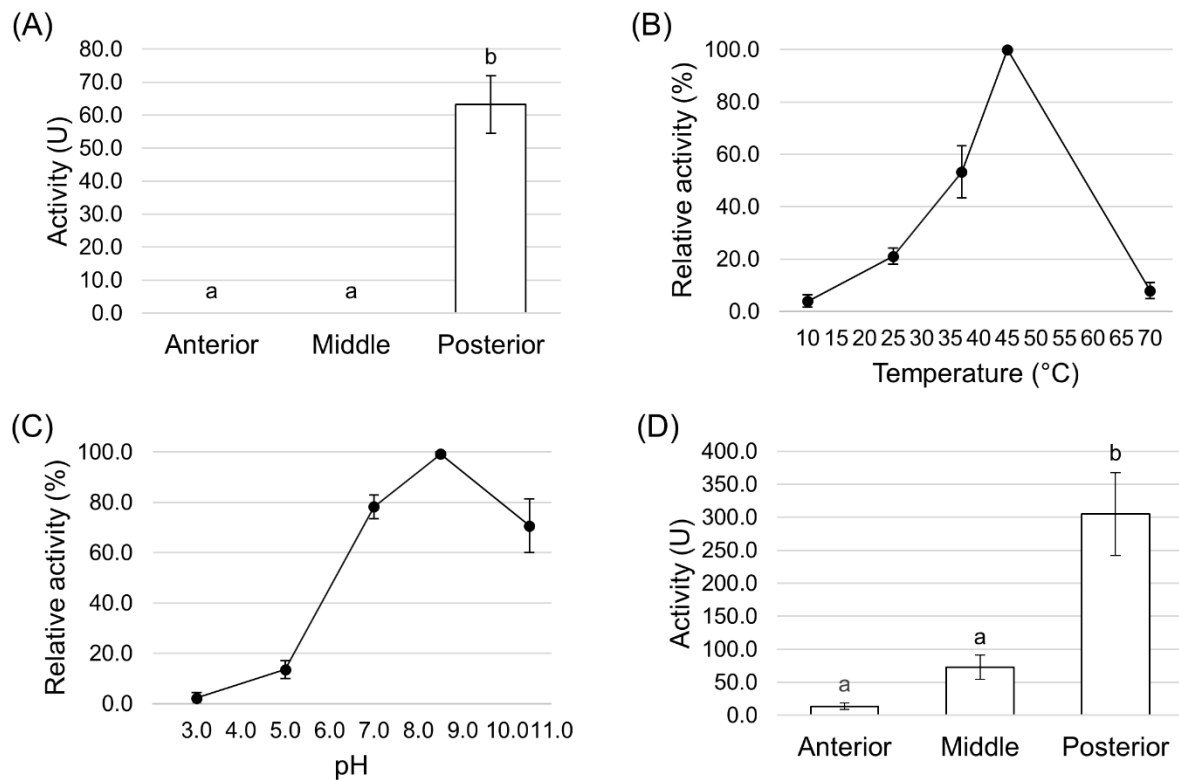 (A)
Activity (U)
80.0
70.0
60.0
50.0
40.0
30.0
20.0
10.0
0.0
a
a
b
Anterior Middle Posterior
(B)
Relative activity (%)
100.0
80.0
60.0
40.0
20.0
0.0
10 15 20 25 30 35 40 45 50 55 60 65 70
Temperature (°C)
(C)
Relative activity (%)
100.0
80.0
60.0
40.0
20.0
0.0
3.0 4.0 5.0 6.0 7.0 8.0 9.0 10.0 11.0
pH
(D)
Activity (U)
400.0
350.0
300.0
250.0
200.0
150.0
100.0
50.0
0.0
a
a
b
Anterior Middle Posterior